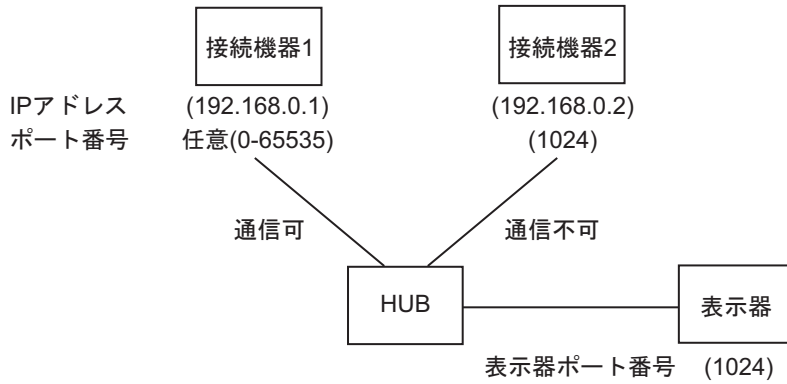 接続機器1
接続機器2
IPアドレス (192.168.0.1) (192.168.0.2)
ポート番号 任意(0-65535) (1024)
通信可 通信不可
HUB
表示器
表示器ポート番号 (1024)